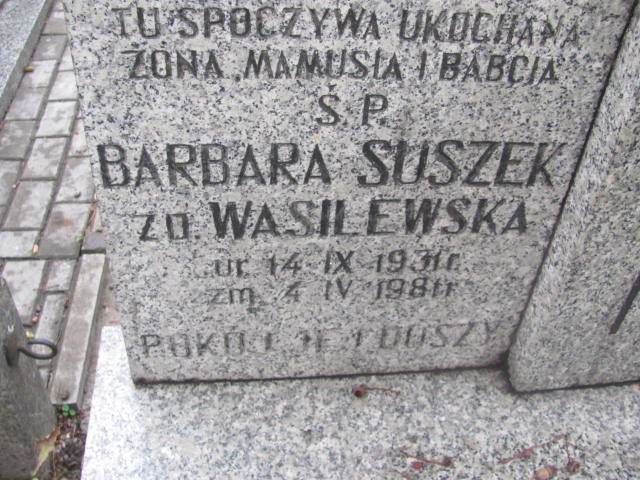 TU SPOCZYWA UKOCHANA
ŻONA, MAMUSIA I BABCIA
Ś.P.
BARBARA SUSZEK
ZD. WASILEWSKA
ur. 14 IX 1931r.
zm. 4 IV 1981r.
POKÓJ JEJ DUSZY